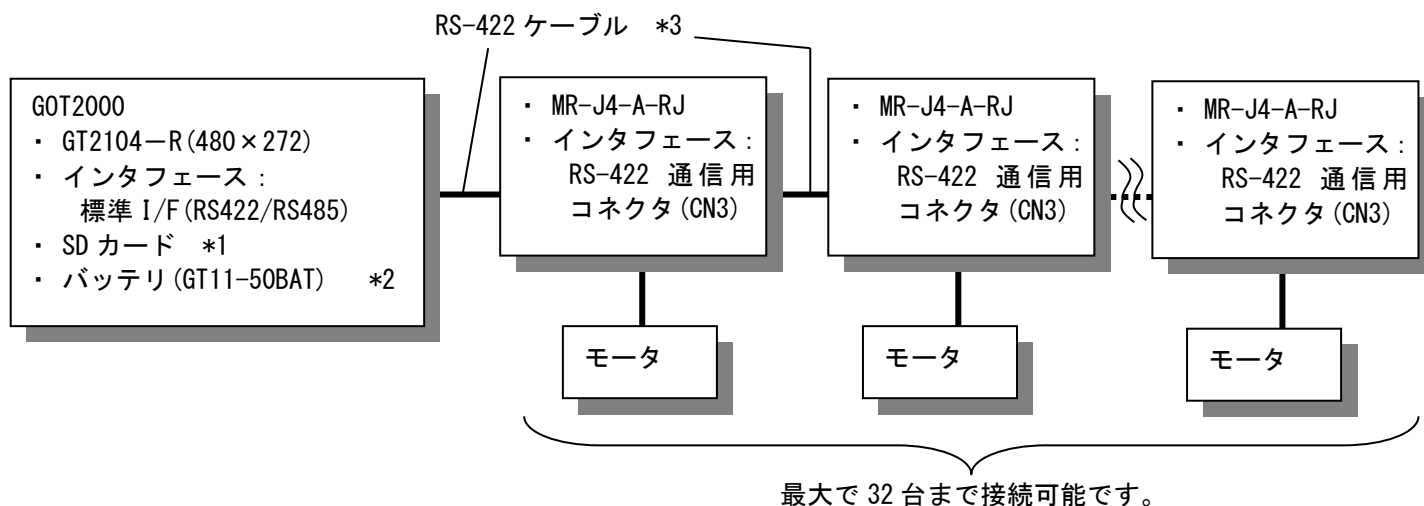 RS-422 ケーブル *3
GOT2000
・ GT2104－R(480×272)
・ インタフェース：
標準 I/F(RS422/RS485)
・ SD カード *1
・ バッテリ(GT11-50BAT) *2
・ MR-J4-A-RJ
・ インタフェース：
RS-422 通信用
コネクタ(CN3)
・ MR-J4-A-RJ
・ インタフェース：
RS-422 通信用
コネクタ(CN3)
・ MR-J4-A-RJ
・ インタフェース：
RS-422 通信用
コネクタ(CN3)
モータ
モータ
モータ
最大で 32 台まで接続可能です。